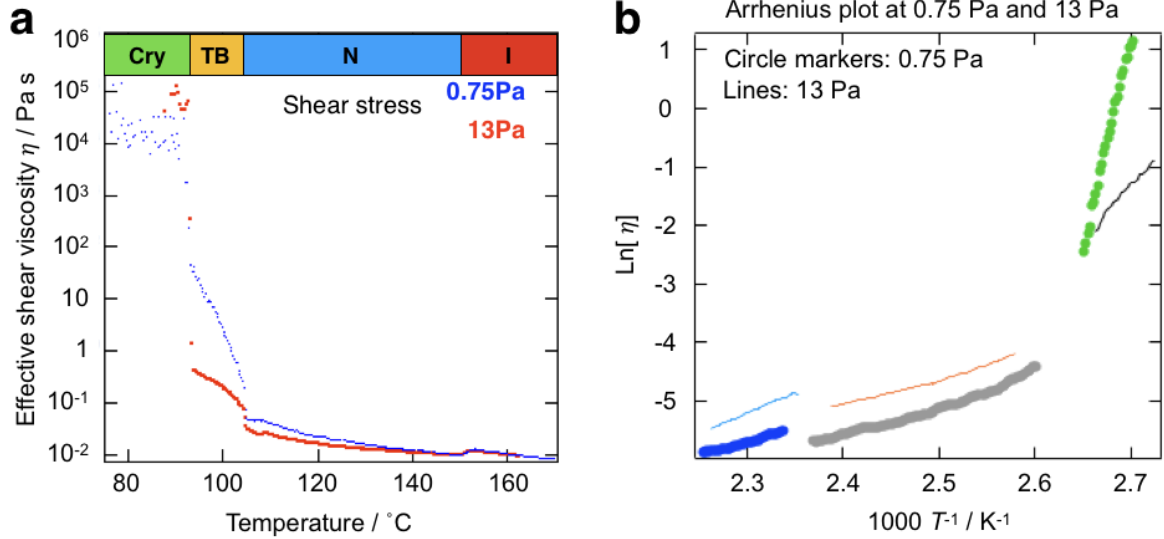 a
Effective shear viscosity η / Pa s
10⁶
10⁵
10⁴
10³
10²
10
1
10⁻¹
10⁻²
Cry TB N I
Shear stress 0.75Pa
13Pa
80 100 120 140 160
Temperature / ˚C
b
Arrhenius plot at 0.75 Pa and 13 Pa
Circle markers: 0.75 Pa
Lines: 13 Pa
Ln[ η]
1
0
-1
-2
-3
-4
-5
2.3 2.4 2.5 2.6 2.7
1000 T⁻¹ / K⁻¹